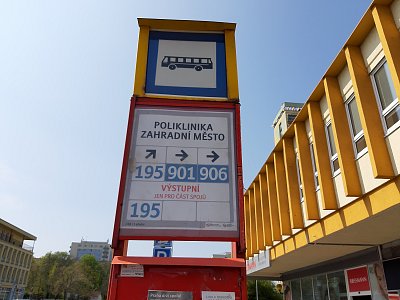 POLIKLINIKA
ZAHRADNÍ MĚSTO
195 901 906
VÝSTUPNÍ
JEN PRO ČÁST SPOJŮ
195